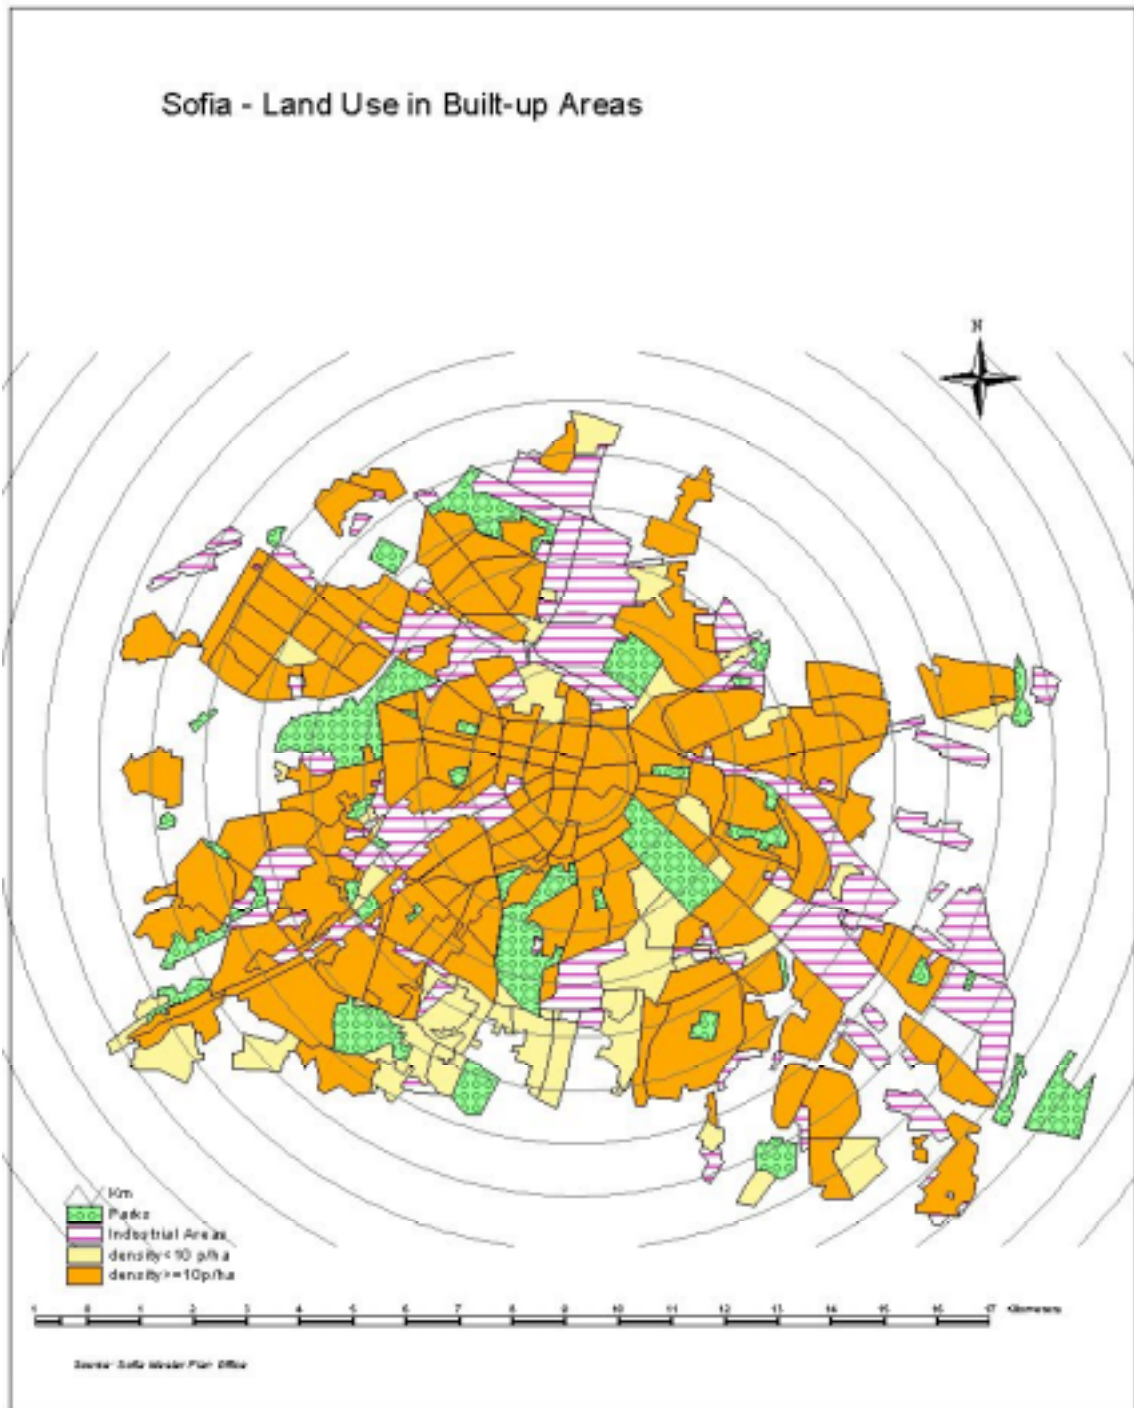 Sofia - Land Use in Built-up Areas
N
Km
Parks
Industrial Areas
density<10 p/ha
density>=10p/ha
1 0 1 2 3 4 5 6 7 8 9 10 11 12 13 14 15 16 17 Kilometers
Source: Sofia Master Plan Office